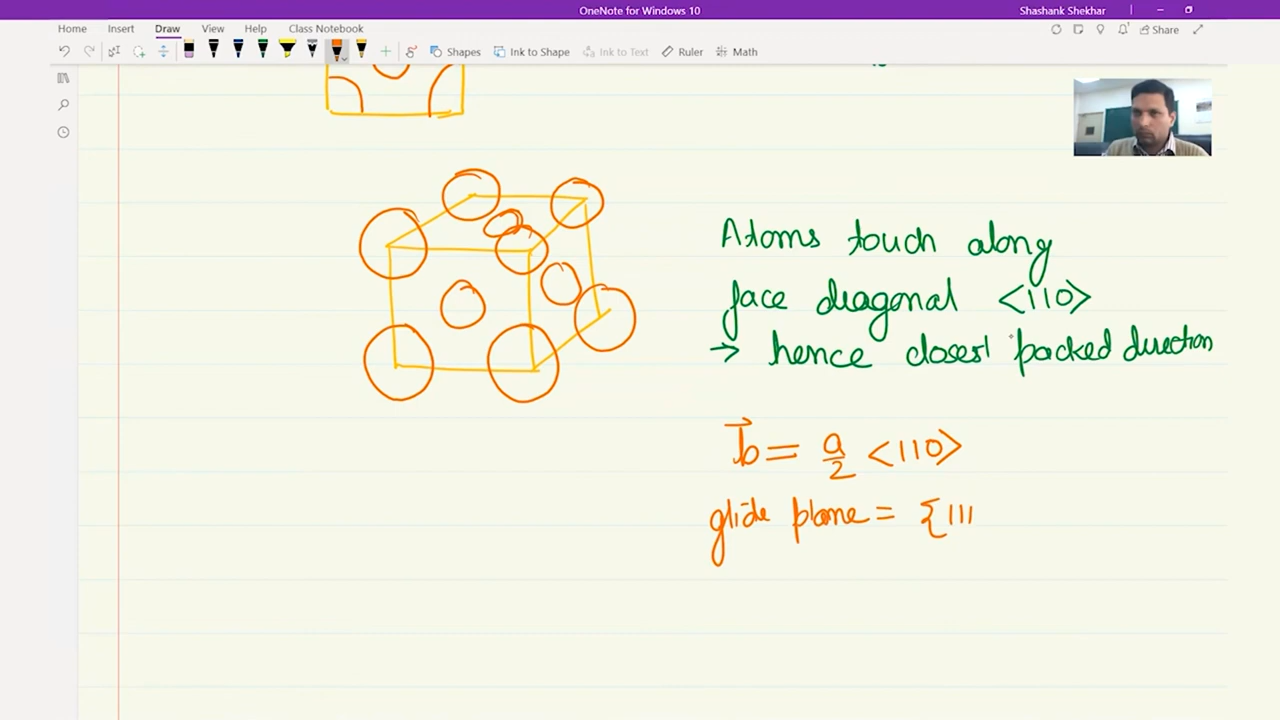 OneNote for Windows 10
Shashank Shekhar
Home Insert Draw View Help Class Notebook
Share
Shapes Ink to Shape Ink to Text Ruler Math
Atoms touch along
face diagonal <110>
→ hence closest packed direction
b⃗ = a/2 <110>
glide plane = {111